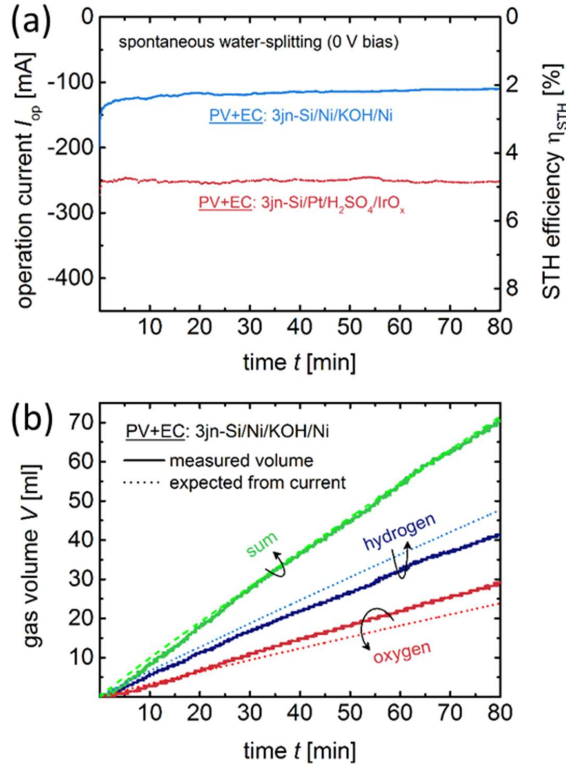 (a)
0
-100
-200
-300
-400
operation current I_op [mA]
spontaneous water-splitting (0 V bias)
PV+EC: 3jn-Si/Ni/KOH/Ni
PV+EC: 3jn-Si/Pt/H₂SO₄/IrOₓ
0
2
4
6
8
STH efficiency η_STH [%]
10 20 30 40 50 60 70 80
time t [min]
(b)
70
60
50
40
30
20
10
gas volume V [ml]
PV+EC: 3jn-Si/Ni/KOH/Ni
measured volume
expected from current
sum
hydrogen
oxygen
10 20 30 40 50 60 70 80
time t [min]